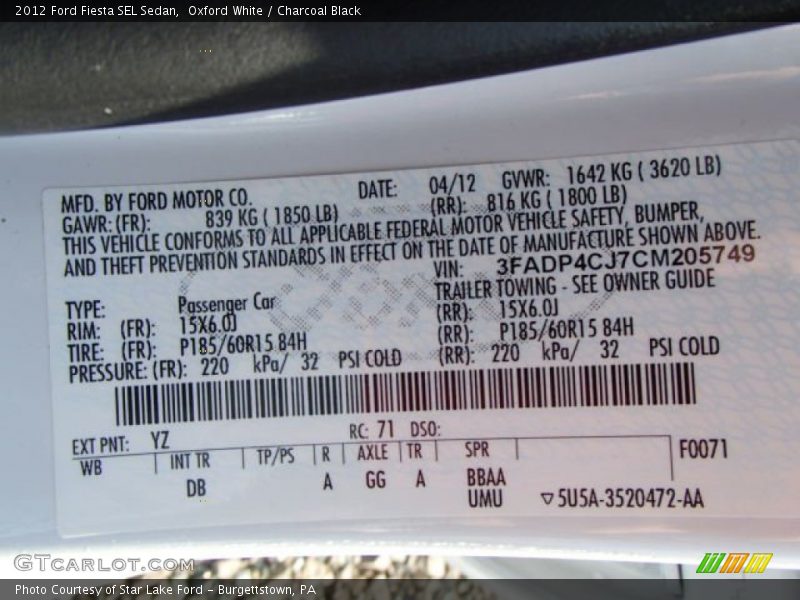 2012 Ford Fiesta SEL Sedan,  Oxford White / Charcoal Black
MFD. BY FORD MOTOR CO. DATE: 04/12 GVWR: 1642 KG ( 3620 LB)
GAWR: (FR): 839 KG ( 1850 LB) (RR): 816 KG ( 1800 LB)
THIS VEHICLE CONFORMS TO ALL APPLICABLE FEDERAL MOTOR VEHICLE SAFETY, BUMPER,
AND THEFT PREVENTION STANDARDS IN EFFECT ON THE DATE OF MANUFACTURE SHOWN ABOVE.
VIN: 3FADP4CJ7CM205749
TYPE: Passenger Car TRAILER TOWING - SEE OWNER GUIDE
RIM: (FR): 15X6.0J (RR): 15X6.0J
TIRE: (FR): P185/60R15 84H (RR): P185/60R15 84H
PRESSURE: (FR): 220 kPa/ 32 PSI COLD (RR): 220 kPa/ 32 PSI COLD
EXT PNT: YZ RC: 71 DSO:
WB INT TR TP/PS R AXLE TR SPR F0071
DB A GG A BBAA
UMU ▽5U5A-3520472-AA
GTCARLOT.COM
Photo Courtesy of Star Lake Ford - Burgettstown, PA